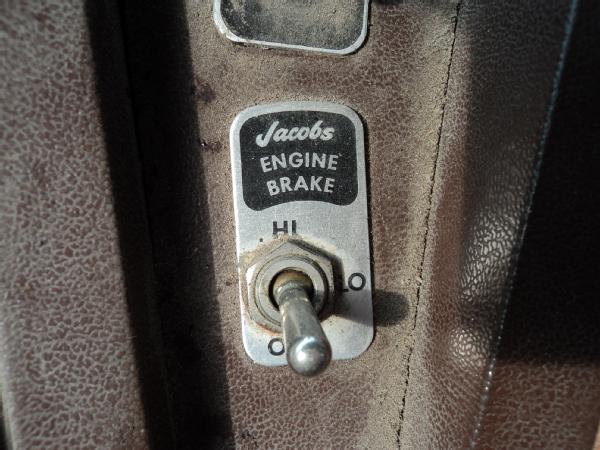 Jacobs
ENGINE
BRAKE
HI
LO